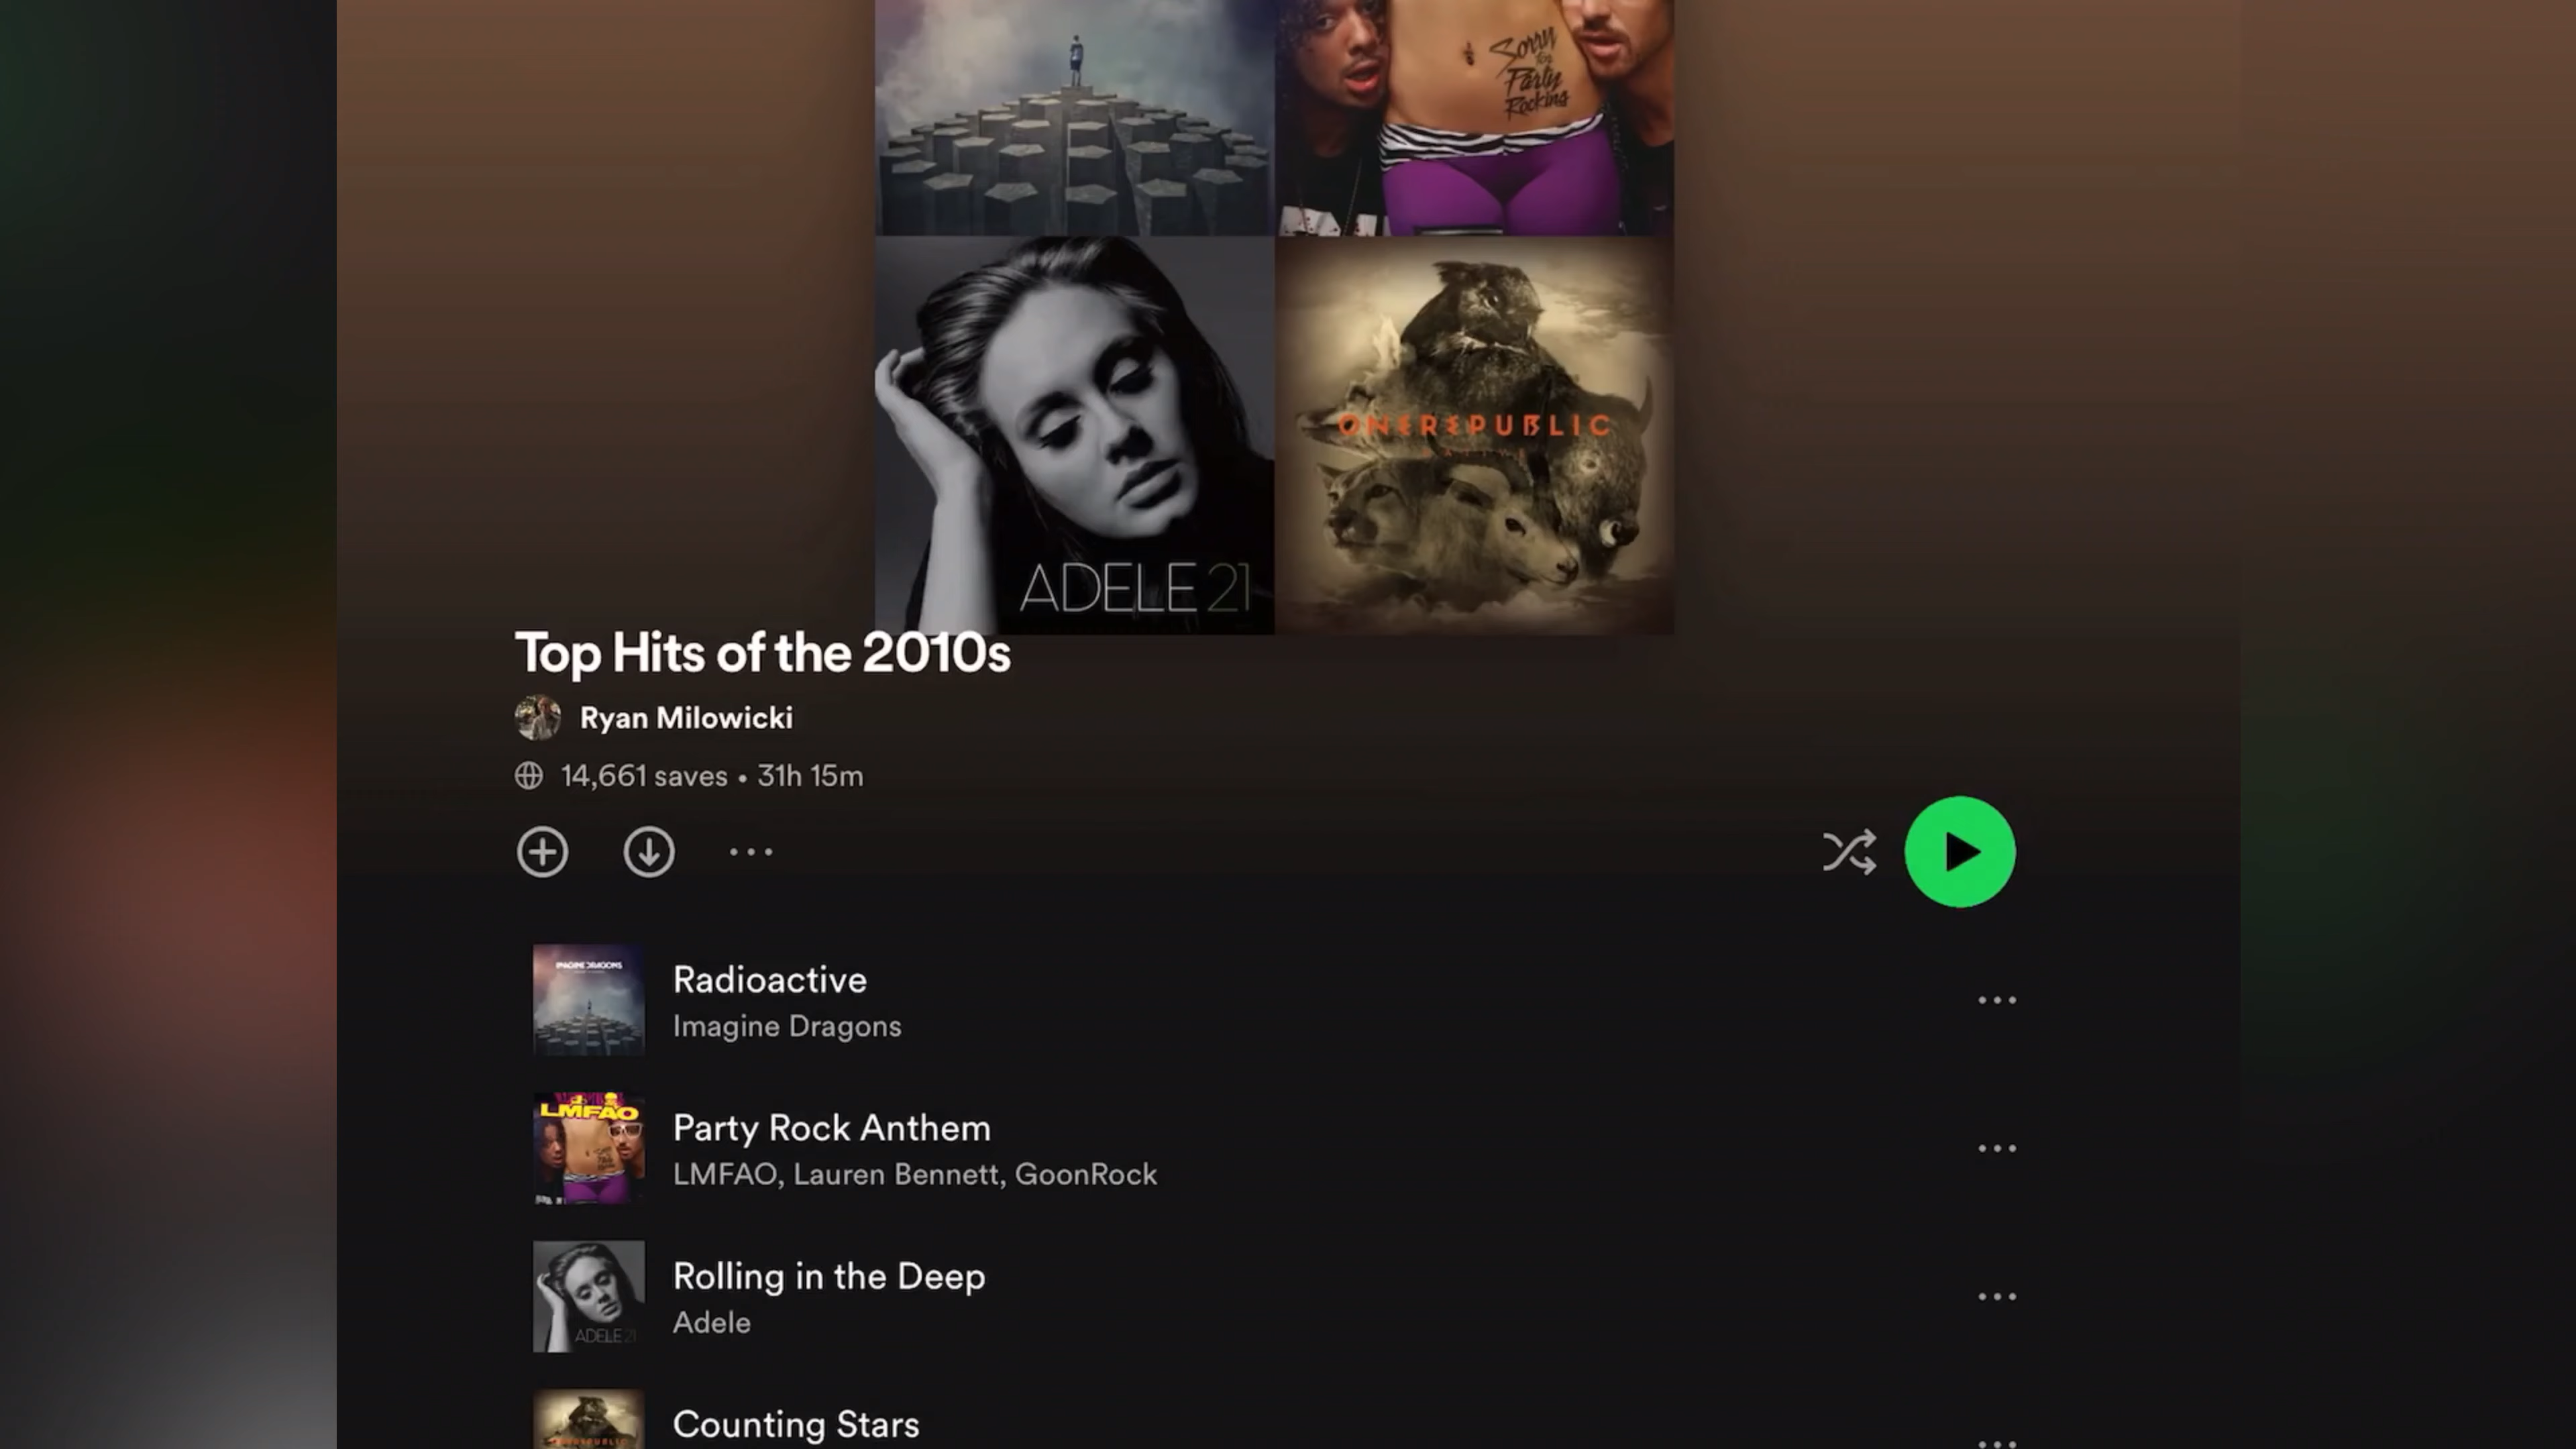 Sorry
for
Party
Rocking
ONEREPUBLIC
NATIVE
ADELE 21
Top Hits of the 2010s
Ryan Milowicki
14,661 saves • 31h 15m
IMAGINE DRAGONS
Radioactive
Imagine Dragons
LMFAO
Party Rock Anthem
LMFAO, Lauren Bennett, GoonRock
ADELE 21
Rolling in the Deep
Adele
ONEREPUBLIC
Counting Stars